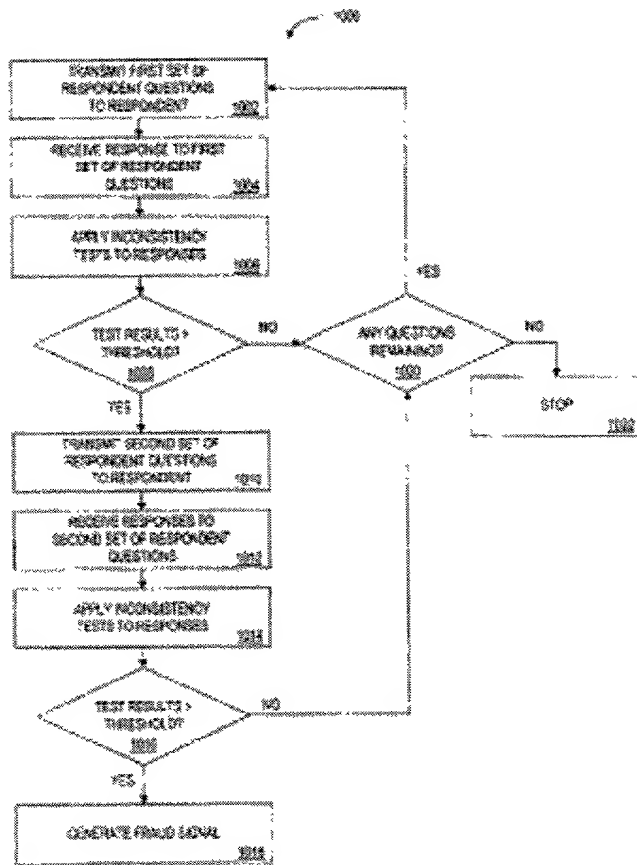 TRANSMIT FIRST SET OF
RESPONDENT QUESTIONS
TO RESPONDENT
1002
RECEIVE RESPONSE TO FIRST
SET OF RESPONDENT
QUESTIONS
1004
APPLY INCONSISTENCY
TESTS TO RESPONSES
YES
TEST RESULTS >
THRESHOLD?
NO
ANY QUESTIONS
REMAINING?
NO
STOP
YES
TRANSMIT SECOND SET OF
RESPONDENT QUESTIONS
TO RESPONDENT
RECEIVE RESPONSES TO
SECOND SET OF RESPONDENT
QUESTIONS
1012
APPLY INCONSISTENCY
TESTS TO RESPONSES
1014
TEST RESULTS >
THRESHOLD?
NO
YES
GENERATE FRAUD SIGNAL